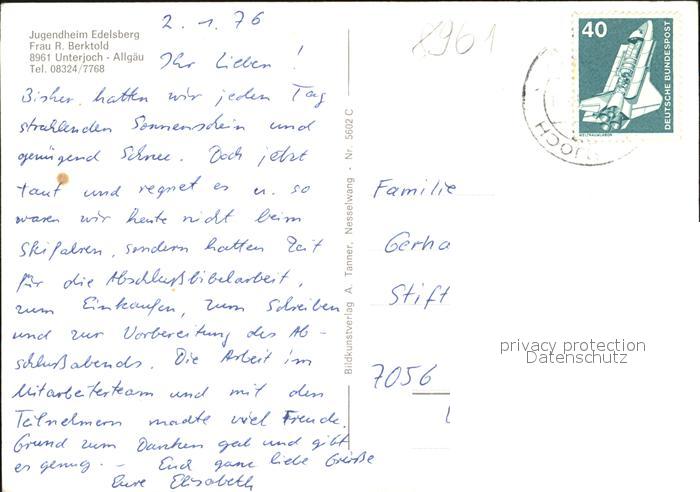 Jugendheim Edelsberg
Frau R. Berktold
8961 Unterjoch - Allgäu
Tel. 08324/7768
2. 1. 76
Ihr Lieben!
Bisher hatten wir jeden Tag
strahlenden Sonnenschein und
genügend Schnee. Doch jetzt
taut und regnet es u. so
waren wir heute nicht beim
Skifahren, sondern hatten Zeit
für die Abschlußbibelarbeit,
zum Einkaufen, zum Schreiben
und zur Vorbereitung des Ab-
schlußabends. Die Arbeit im
Mitarbeiterteam und mit den
Teilnehmern machte viel Freude.
Grund zum Danken gab und gibt
es genug. - Euch ganz liebe Grüße
Eure Elisabeth
Bildkunstverlag A. Tanner, Nesselwang - Nr. 5602 C
8961
40
DEUTSCHE BUNDESPOST
WELTRAUMLABOR
JOCH
Familie
Gerha
Stift
7056
privacy protection
Datenschutz